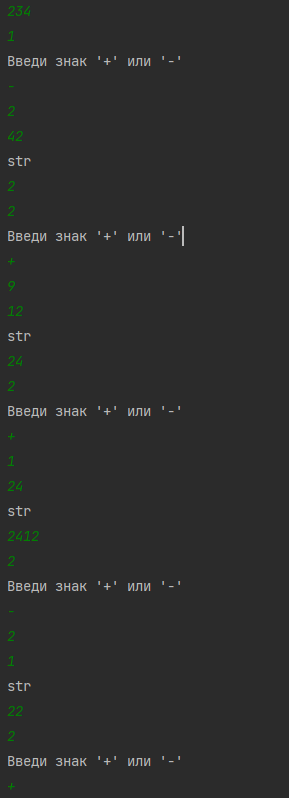 234
1
Введи знак '+' или '-'
-
2
42
str
2
2
Введи знак '+' или '-'
+
9
12
str
24
2
Введи знак '+' или '-'
+
1
24
str
2412
2
Введи знак '+' или '-'
-
2
1
str
22
2
Введи знак '+' или '-'
+